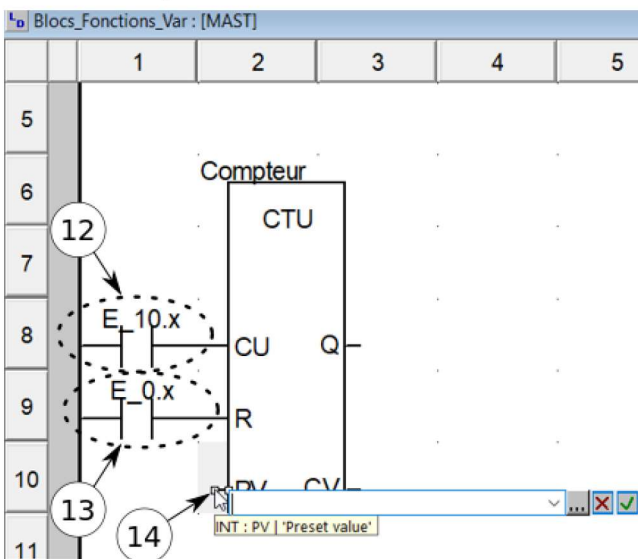 LD Blocs_Fonctions_Var : [MAST]
1 2 3 4 5
5
Compteur
6
CTU
12
7
E_10.x
8
CU Q
E_0.x
9
R
10
PV CV
...
13
14
INT : PV | 'Preset value'
11